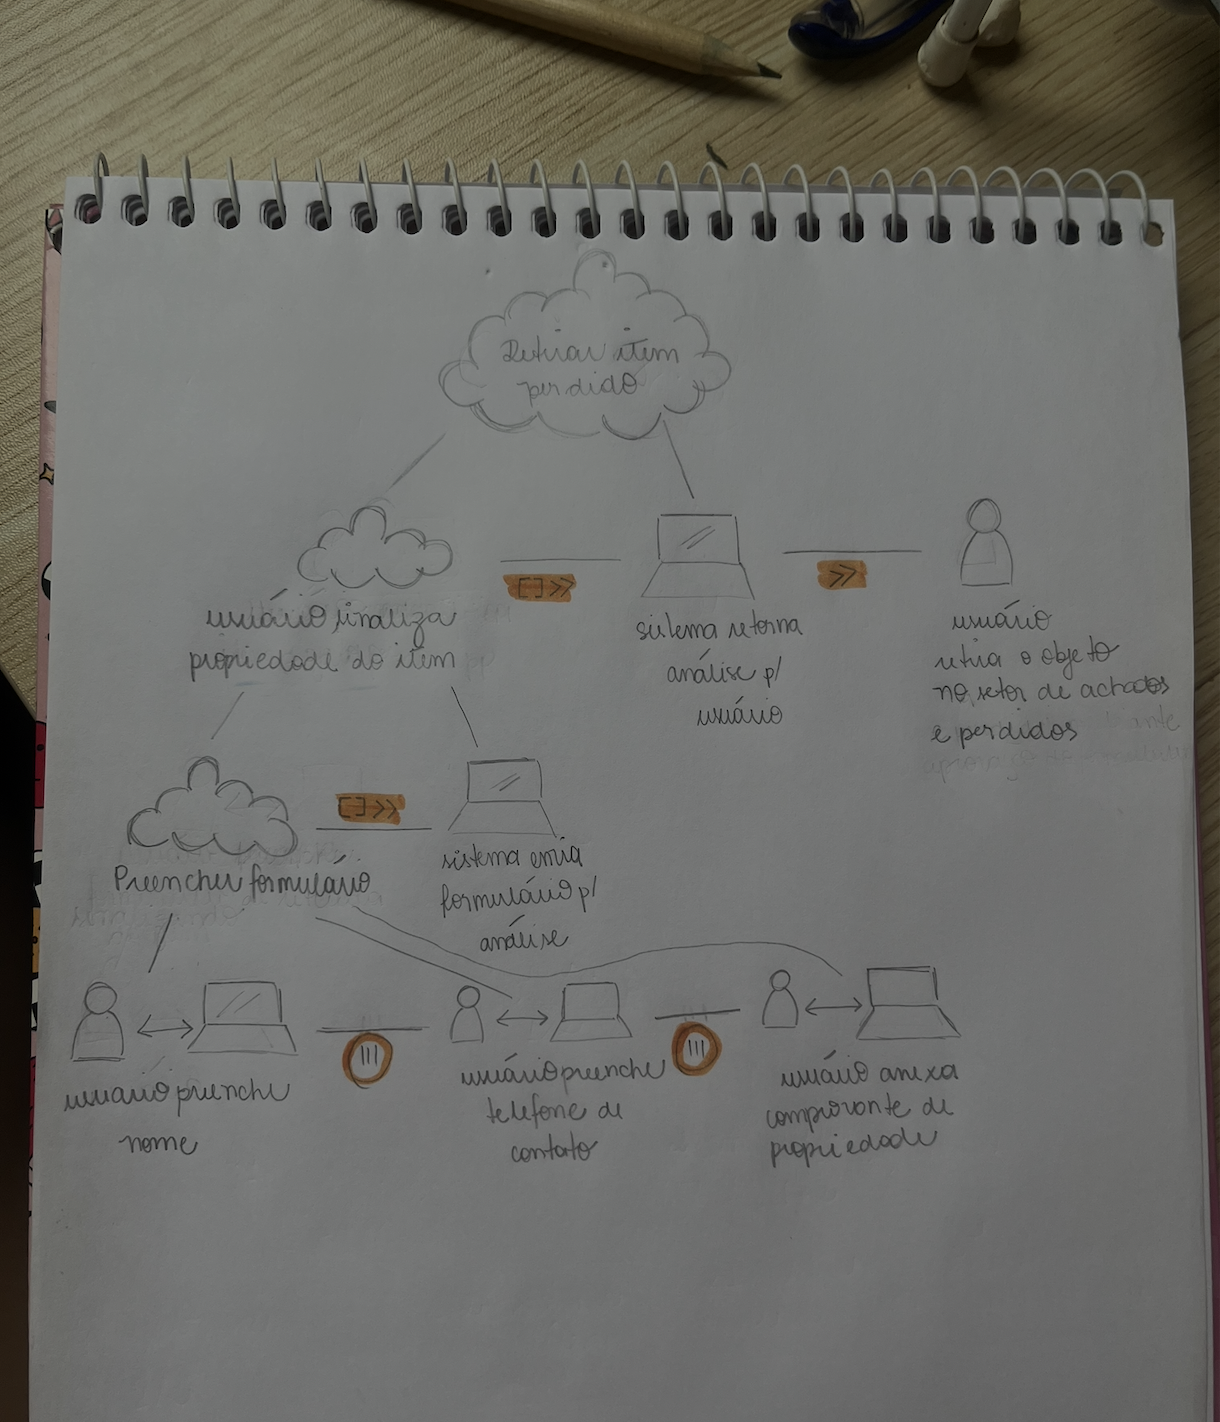 Retirar item
perdido
[]>>
>>
usuário finaliza
propriedade do item
sistema retorna
análise p/
usuário
usuário
retira o objeto
no setor de achados
e perdidos
[]>>
Preencher formulário
sistema envia
formulário p/
análise
|||
|||
usuário preenche
nome
usuário preenche
telefone de
contato
usuário anexa
comprovante de
propriedade